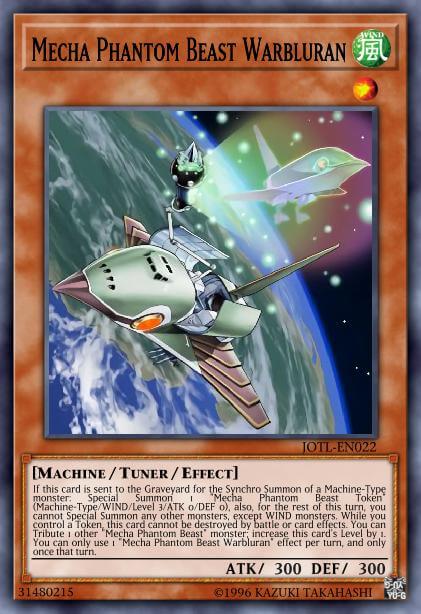 MECHA PHANTOM BEAST WARBLURAN
WIND
風
JOTL-EN022
[MACHINE / TUNER / EFFECT]
If this card is sent to the Graveyard for the Synchro Summon of a Machine-Type
monster: Special Summon 1 "Mecha Phantom Beast Token"
(Machine-Type/WIND/Level 3/ATK 0/DEF 0), also, for the rest of this turn, you
cannot Special Summon any other monsters, except WIND monsters. While you
control a Token, this card cannot be destroyed by battle or card effects. You can
Tribute 1 other "Mecha Phantom Beast" monster; increase this card's Level by 1.
You can only use 1 "Mecha Phantom Beast Warbluran" effect per turn, and only
once that turn.
ATK/ 300 DEF/ 300
31480215
©1996 KAZUKI TAKAHASHI